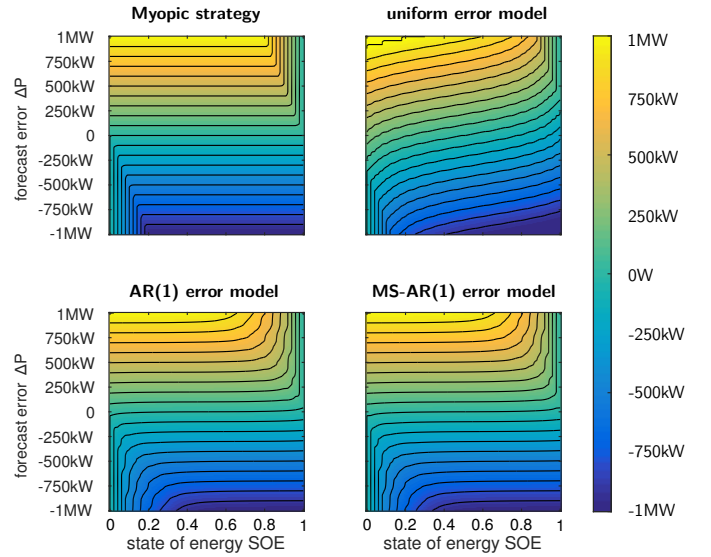 Myopic strategy
uniform error model
forecast error ΔP
1MW
750kW
500kW
250kW
0
-250kW
-500kW
-750kW
-1MW
1MW
750kW
500kW
250kW
0W
-250kW
-500kW
-750kW
-1MW
AR(1) error model
MS-AR(1) error model
forecast error ΔP
1MW
750kW
500kW
250kW
0
-250kW
-500kW
-750kW
-1MW
0 0.2 0.4 0.6 0.8 1
0 0.2 0.4 0.6 0.8 1
state of energy SOE
state of energy SOE